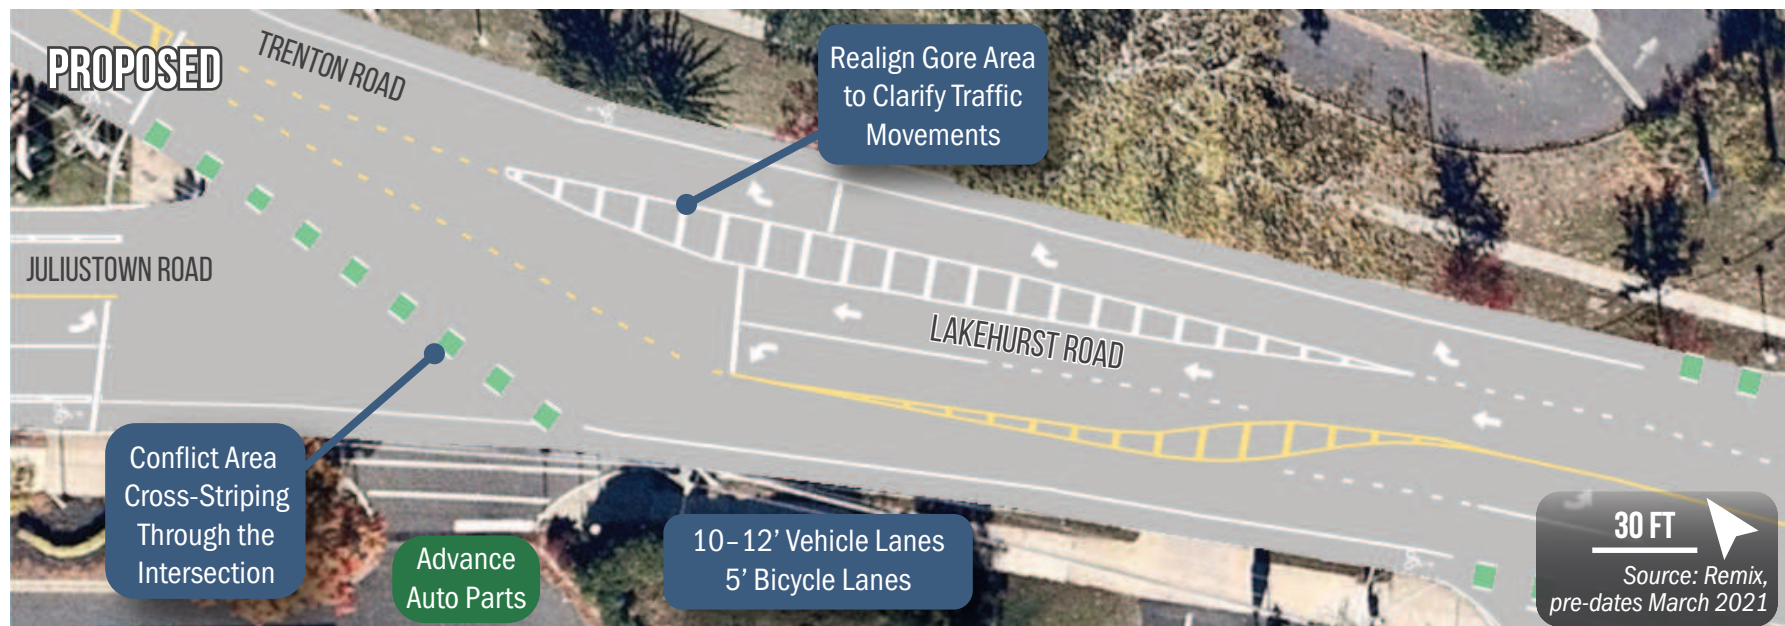 PROPOSED
TRENTON ROAD
Realign Gore Area
to Clarify Traffic
Movements
JULIUSTOWN ROAD
LAKEHURST ROAD
Conflict Area
Cross-Striping
Through the
Intersection
Advance
Auto Parts
10–12’ Vehicle Lanes
5’ Bicycle Lanes
30 FT
Source: Remix,
pre-dates March 2021